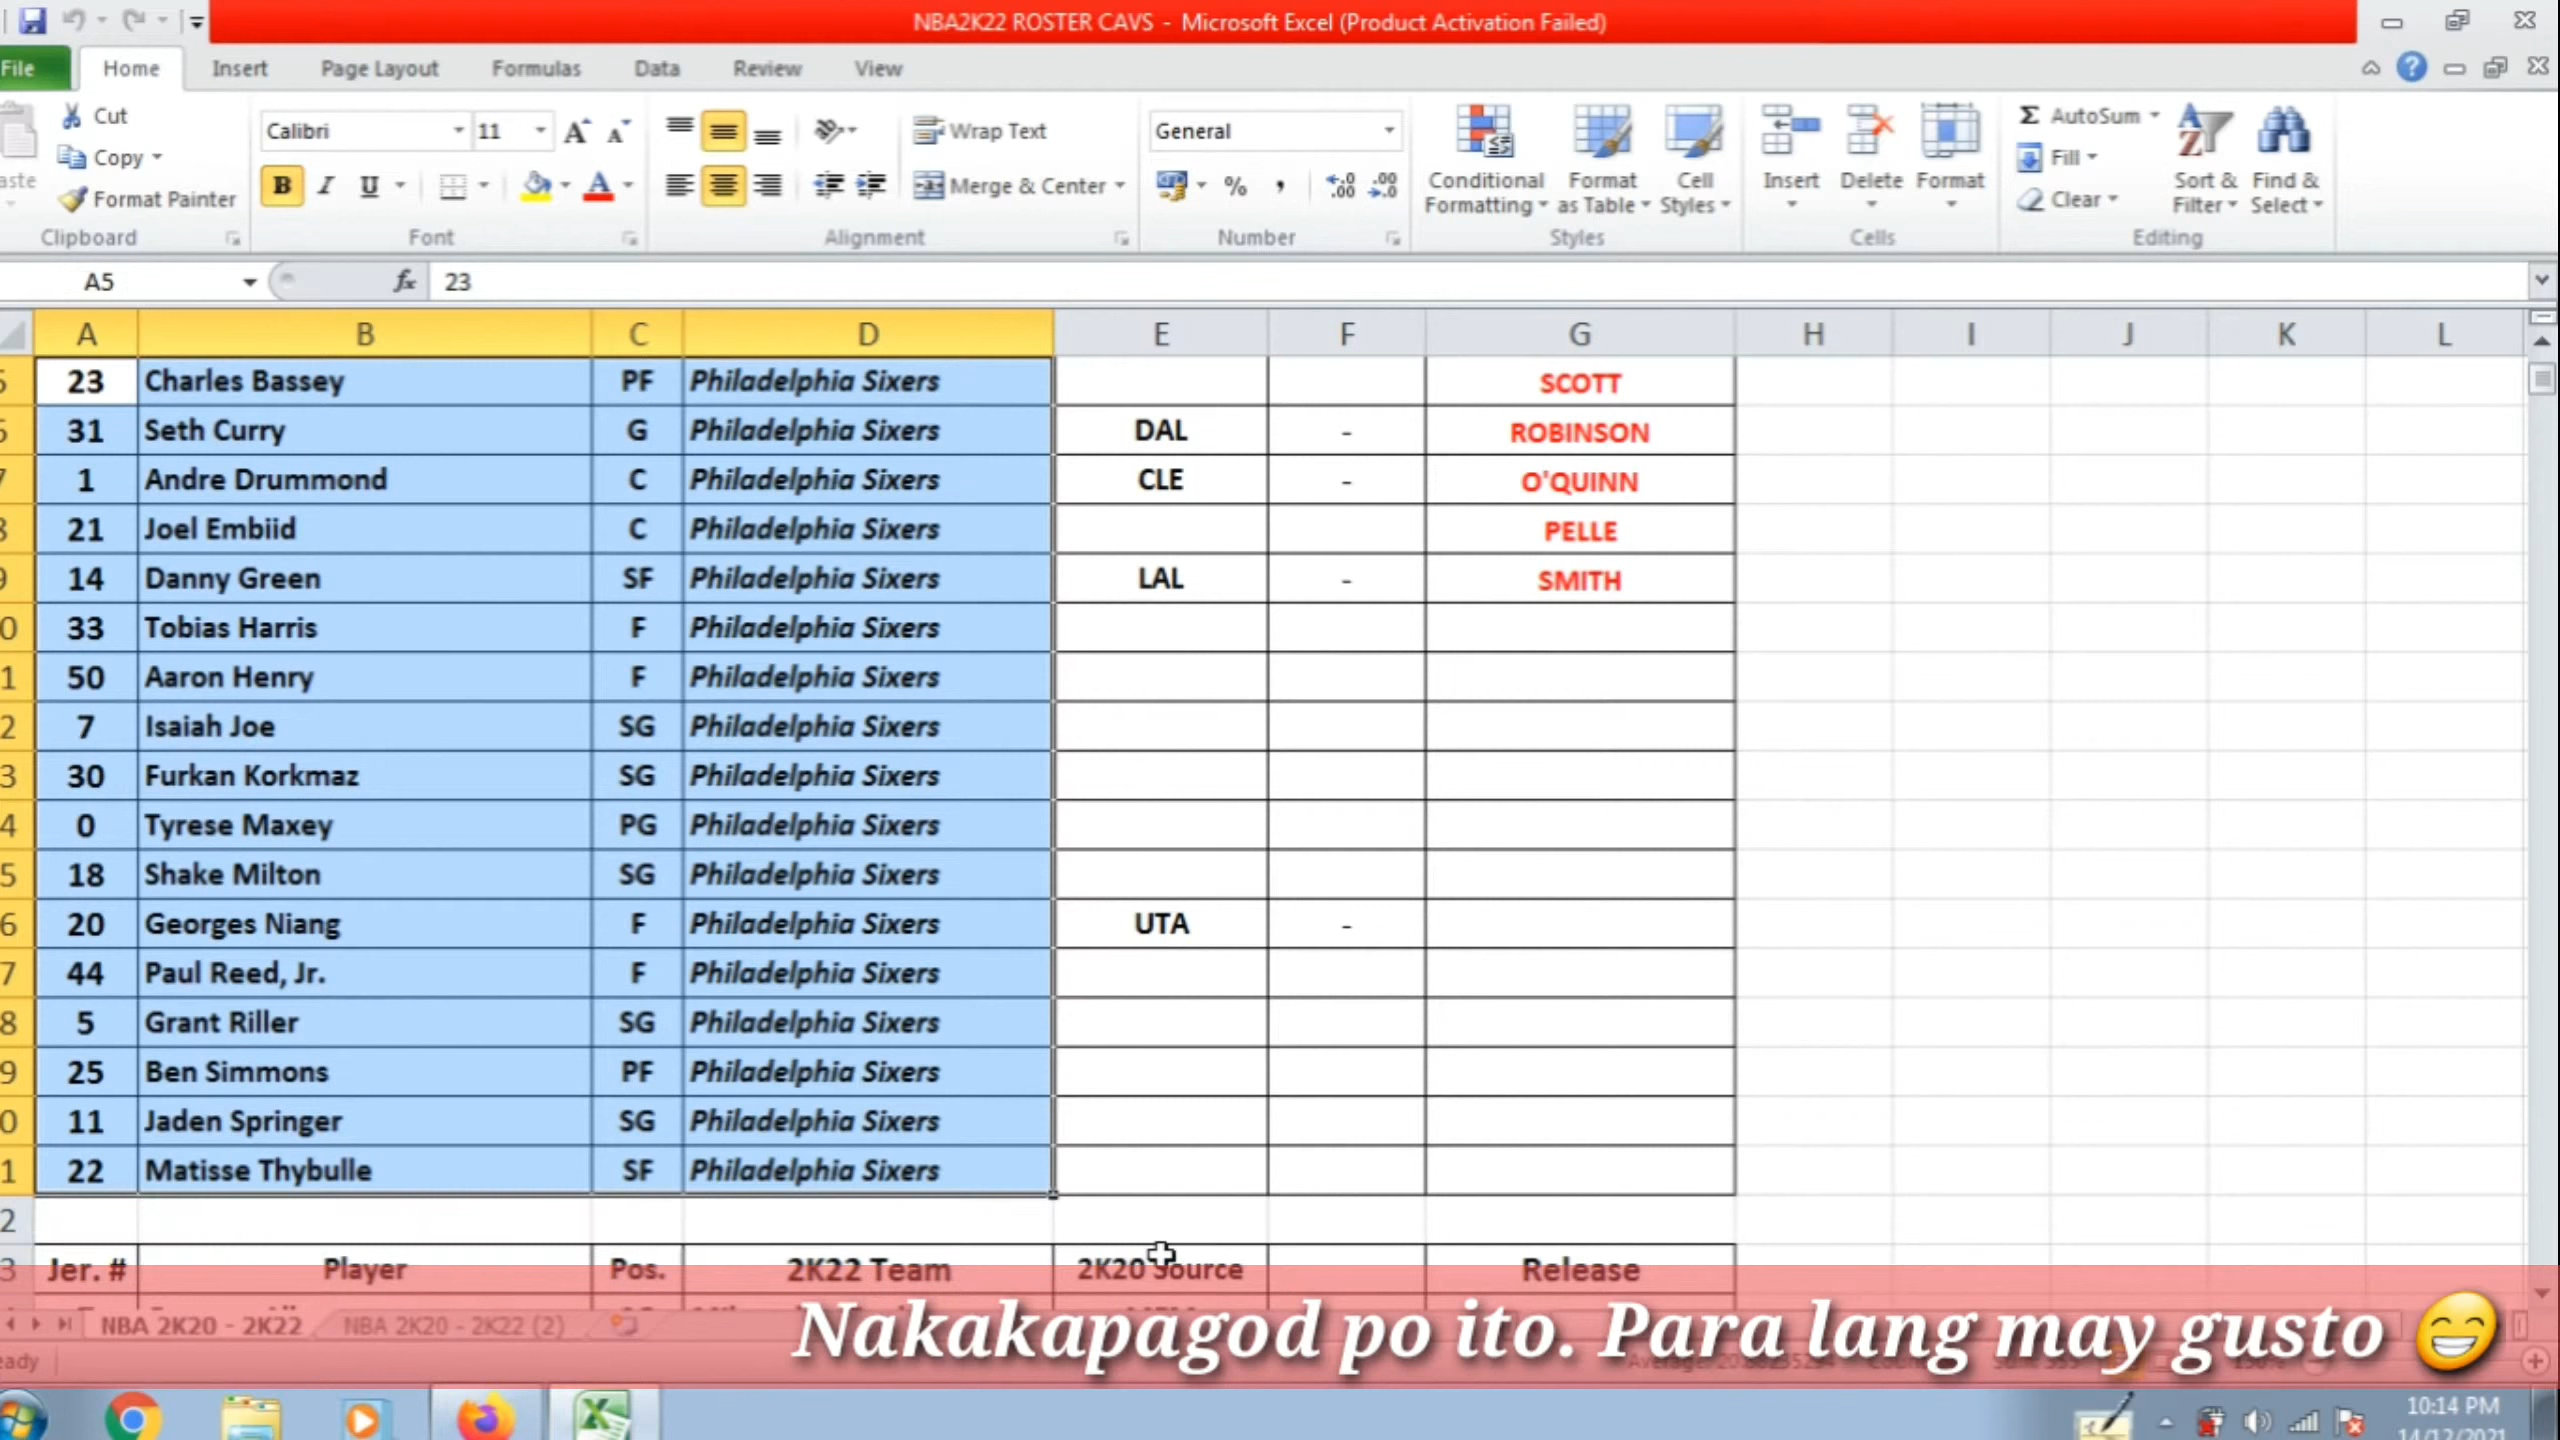 NBA2K22 ROSTER CAVS - Microsoft Excel (Product Activation Failed)
File Home Insert Page Layout Formulas Data Review View
Cut
Copy
Format Painter
Clipboard
Calibri 11
Font
Wrap Text
Merge & Center
Alignment
General
Number
Conditional Formatting
Format as Table
Cell Styles
Styles
Insert Delete Format
Cells
AutoSum
Fill
Clear
Sort & Filter
Find & Select
Editing
A5 fx 23
A B C D E F G H I J K L
23 Charles Bassey PF Philadelphia Sixers SCOTT
31 Seth Curry G Philadelphia Sixers DAL - ROBINSON
1 Andre Drummond C Philadelphia Sixers CLE - O'QUINN
21 Joel Embiid C Philadelphia Sixers PELLE
14 Danny Green SF Philadelphia Sixers LAL - SMITH
33 Tobias Harris F Philadelphia Sixers
50 Aaron Henry F Philadelphia Sixers
7 Isaiah Joe SG Philadelphia Sixers
30 Furkan Korkmaz SG Philadelphia Sixers
0 Tyrese Maxey PG Philadelphia Sixers
18 Shake Milton SG Philadelphia Sixers
20 Georges Niang F Philadelphia Sixers UTA -
44 Paul Reed, Jr. F Philadelphia Sixers
5 Grant Riller SG Philadelphia Sixers
25 Ben Simmons PF Philadelphia Sixers
11 Jaden Springer SG Philadelphia Sixers
22 Matisse Thybulle SF Philadelphia Sixers
Jer. # Player Pos. 2K22 Team 2K20 Source Release
NBA 2K20 - 2K22 NBA 2K20 - 2K22 (2)
Nakakapagod po ito. Para lang may gusto 😁
10:14 PM
14/12/2021